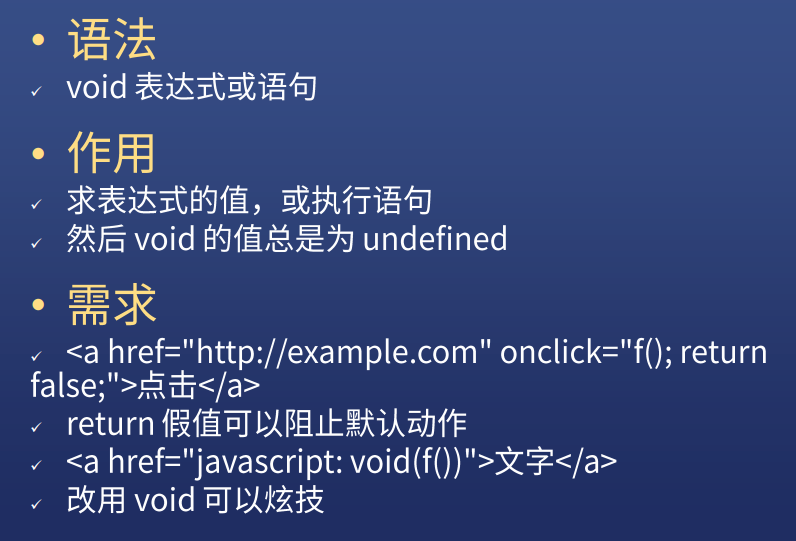 • 语法
✓ void 表达式或语句
• 作用
✓ 求表达式的值，或执行语句
✓ 然后 void 的值总是为 undefined
• 需求
✓ <a href="http://example.com" onclick="f(); return
false;">点击</a>
✓ return 假值可以阻止默认动作
✓ <a href="javascript: void(f())">文字</a>
✓ 改用 void 可以炫技